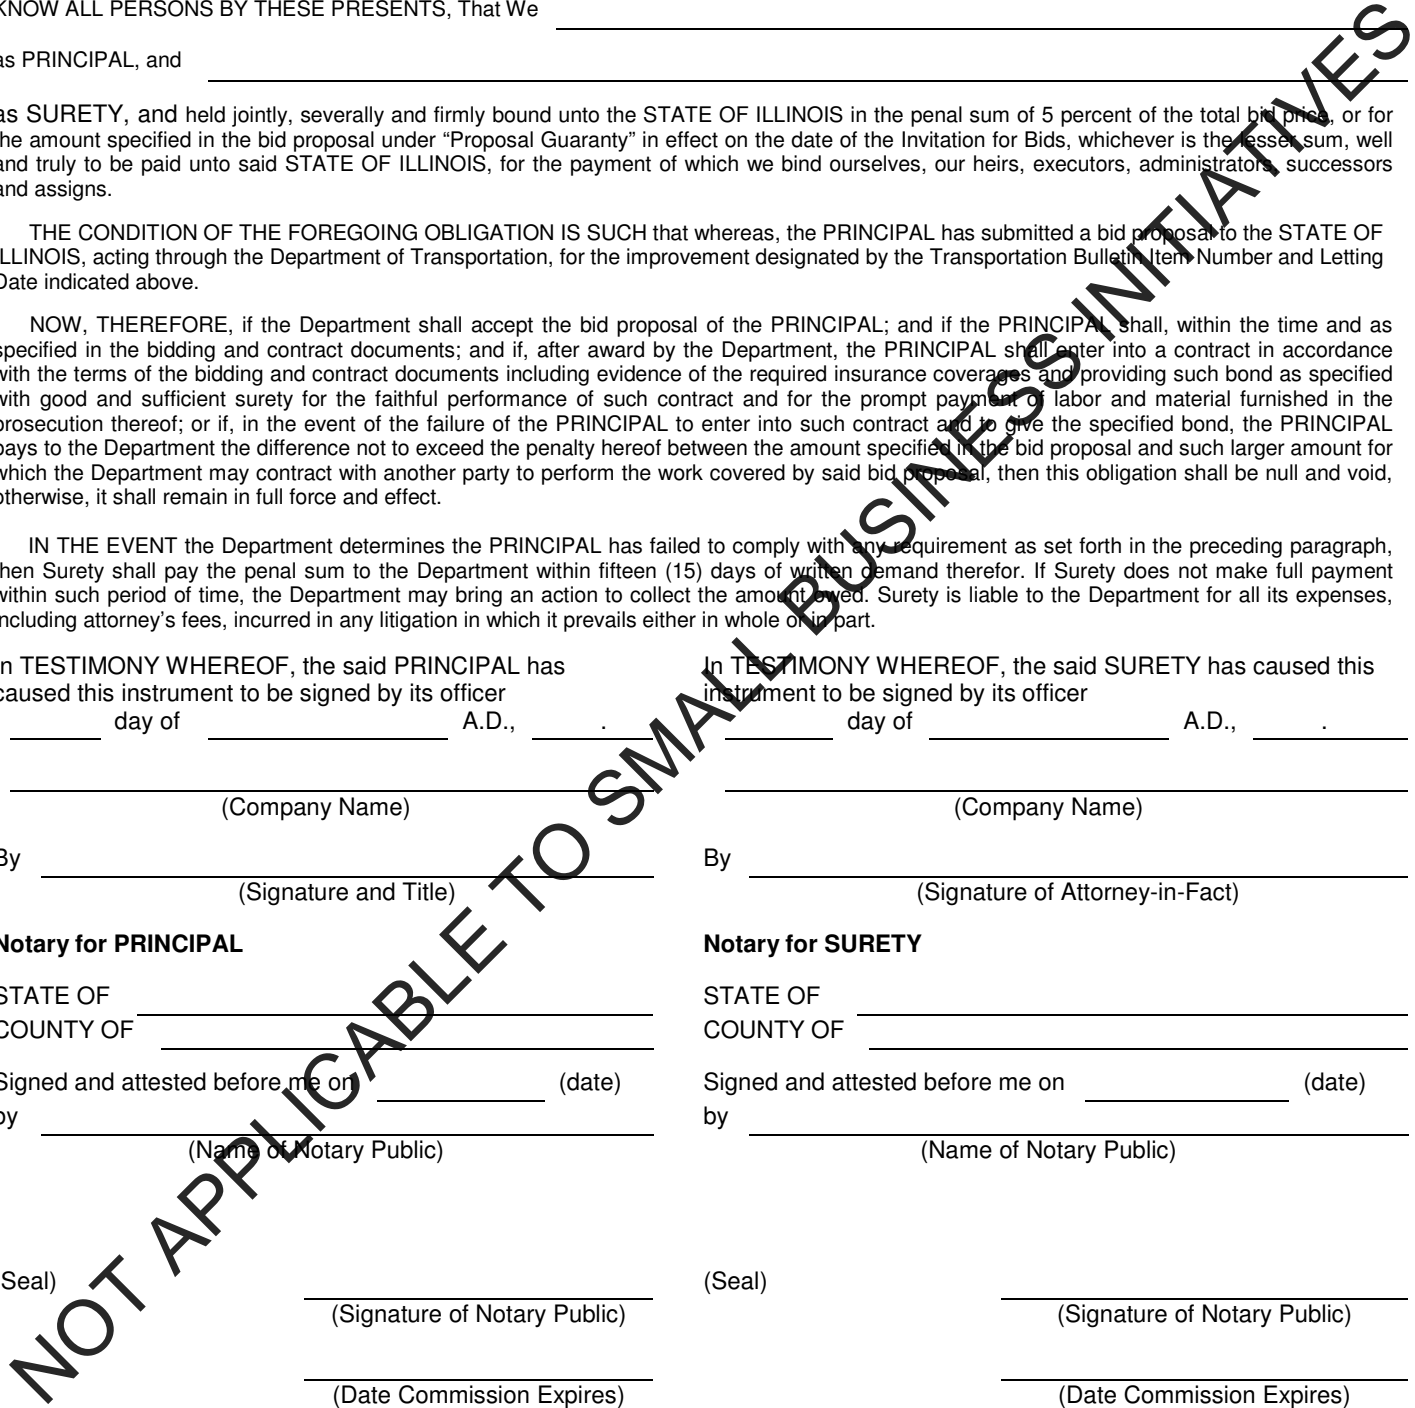 KNOW ALL PERSONS BY THESE PRESENTS, That We
as PRINCIPAL, and
as SURETY, and held jointly, severally and firmly bound unto the STATE OF ILLINOIS in the penal sum of 5 percent of the total bid price, or for
the amount specified in the bid proposal under “Proposal Guaranty” in effect on the date of the Invitation for Bids, whichever is the lesser sum, well
and truly to be paid unto said STATE OF ILLINOIS, for the payment of which we bind ourselves, our heirs, executors, administrators, successors
and assigns.
THE CONDITION OF THE FOREGOING OBLIGATION IS SUCH that whereas, the PRINCIPAL has submitted a bid proposal to the STATE OF
ILLINOIS, acting through the Department of Transportation, for the improvement designated by the Transportation Bulletin Item Number and Letting
Date indicated above.
NOW, THEREFORE, if the Department shall accept the bid proposal of the PRINCIPAL; and if the PRINCIPAL shall, within the time and as
specified in the bidding and contract documents; and if, after award by the Department, the PRINCIPAL shall enter into a contract in accordance
with the terms of the bidding and contract documents including evidence of the required insurance coverages and providing such bond as specified
with good and sufficient surety for the faithful performance of such contract and for the prompt payment of labor and material furnished in the
prosecution thereof; or if, in the event of the failure of the PRINCIPAL to enter into such contract and to give the specified bond, the PRINCIPAL
pays to the Department the difference not to exceed the penalty hereof between the amount specified in the bid proposal and such larger amount for
which the Department may contract with another party to perform the work covered by said bid proposal, then this obligation shall be null and void,
otherwise, it shall remain in full force and effect.
IN THE EVENT the Department determines the PRINCIPAL has failed to comply with any requirement as set forth in the preceding paragraph,
then Surety shall pay the penal sum to the Department within fifteen (15) days of written demand therefor. If Surety does not make full payment
within such period of time, the Department may bring an action to collect the amount owed. Surety is liable to the Department for all its expenses,
including attorney’s fees, incurred in any litigation in which it prevails either in whole or in part.
In TESTIMONY WHEREOF, the said PRINCIPAL has
caused this instrument to be signed by its officer
day of A.D., .
(Company Name)
By
(Signature and Title)
Notary for PRINCIPAL
STATE OF
COUNTY OF
Signed and attested before me on (date)
by
(Name of Notary Public)
(Seal)
(Signature of Notary Public)
(Date Commission Expires)
In TESTIMONY WHEREOF, the said SURETY has caused this
instrument to be signed by its officer
day of A.D., .
(Company Name)
By
(Signature of Attorney-in-Fact)
Notary for SURETY
STATE OF
COUNTY OF
Signed and attested before me on (date)
by
(Name of Notary Public)
(Seal)
(Signature of Notary Public)
(Date Commission Expires)
NOT APPLICABLE TO SMALL BUSINESS INITIATIVES